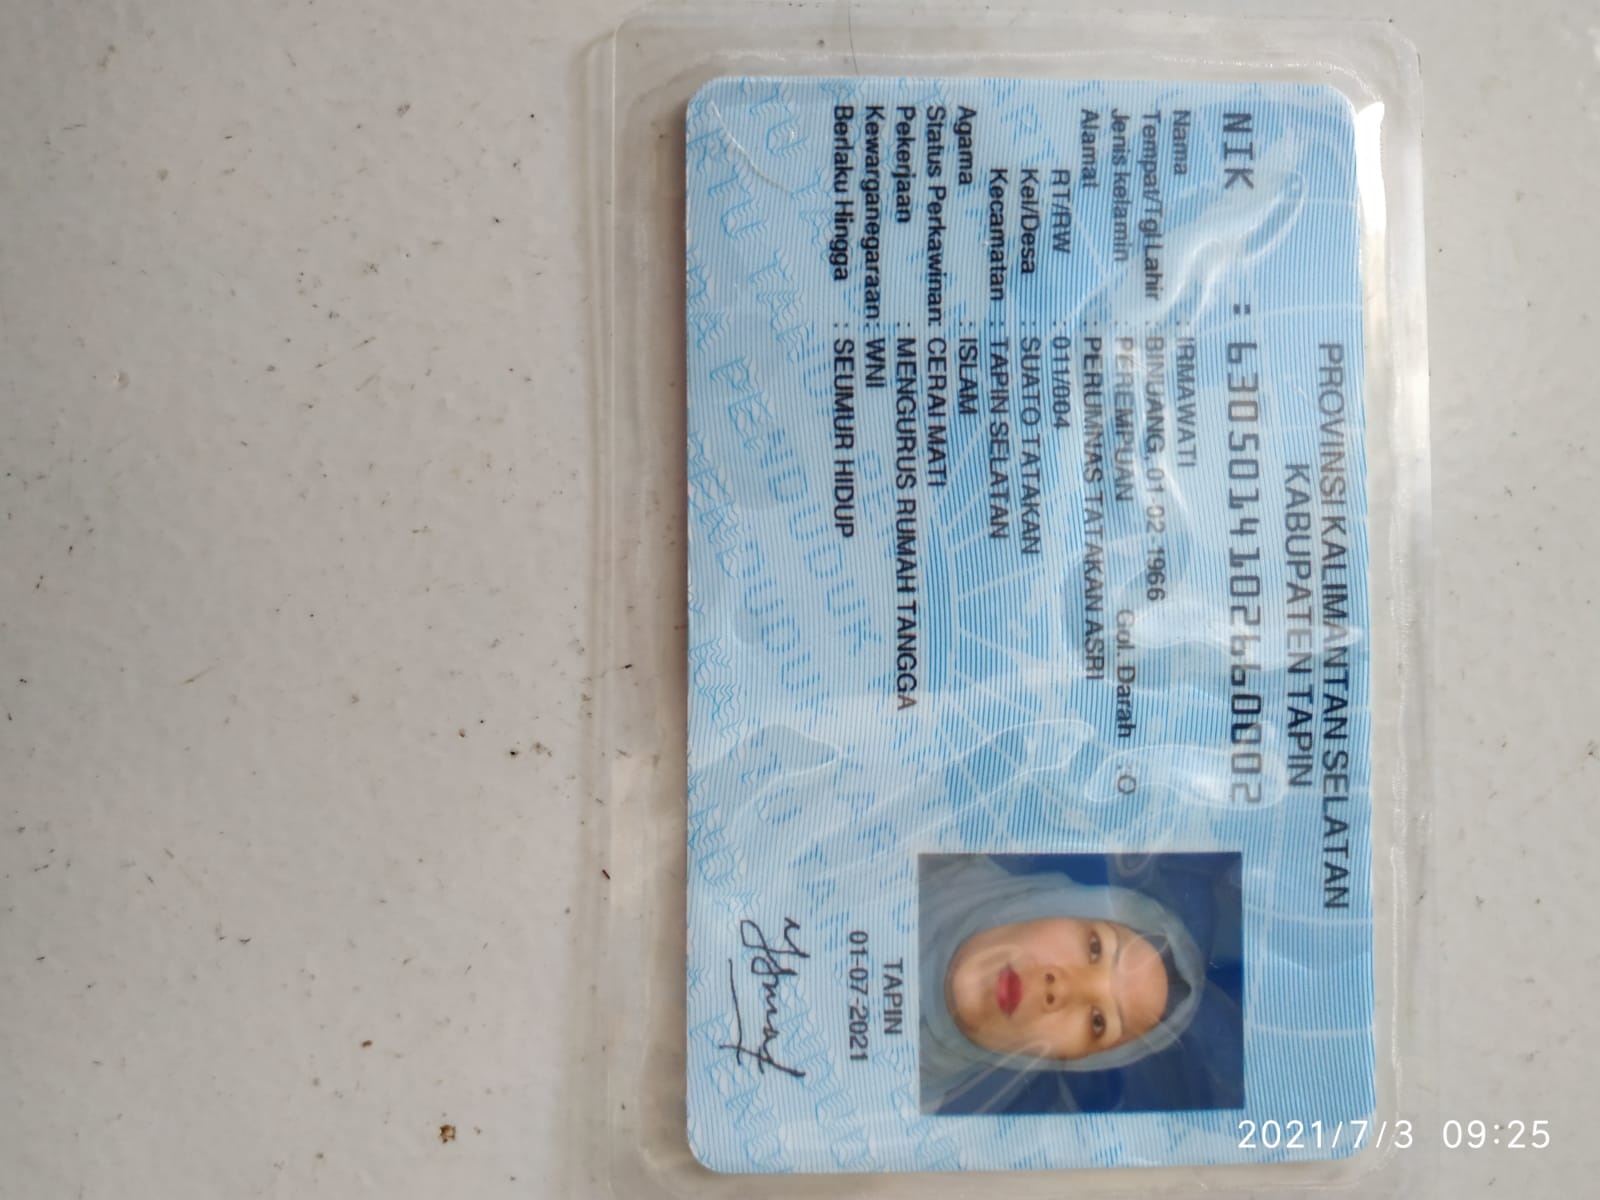 PROVINSI KALIMANTAN SELATAN
KABUPATEN TAPIN
NIK : 6305014102660002
Nama : IRMAWATI
Tempat/Tgl Lahir : BINUANG, 01-02-1966
Jenis kelamin : PEREMPUAN Gol. Darah : O
Alamat : PERUMNAS TATAKAN ASRI
RT/RW : 011/004
Kel/Desa : SUATO TATAKAN
Kecamatan : TAPIN SELATAN
Agama : ISLAM
Status Perkawinan: CERAI MATI
Pekerjaan : MENGURUS RUMAH TANGGA
Kewarganegaraan: WNI
Berlaku Hingga : SEUMUR HIDUP
TAPIN
01-07-2021
2021/7/3 09:25